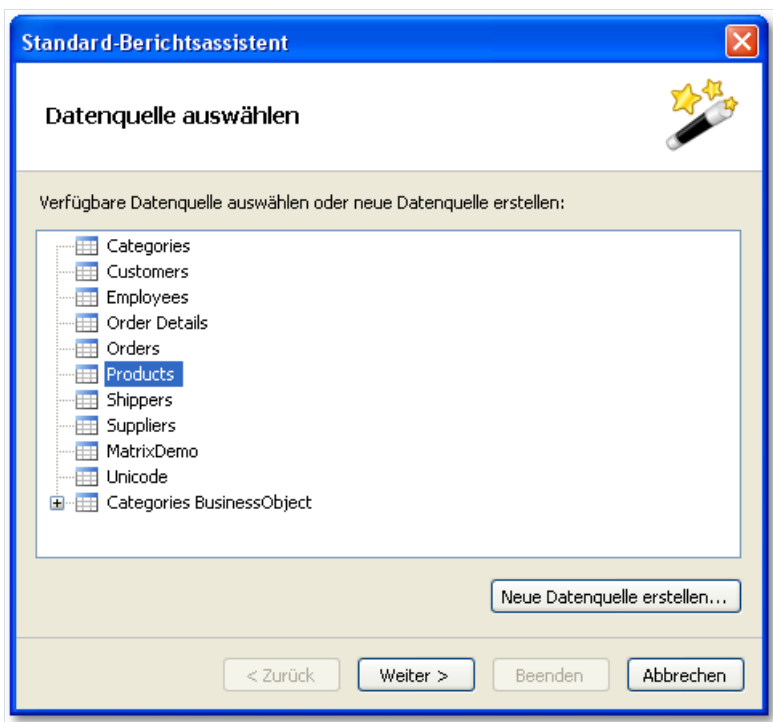 Standard-Berichtsassistent
Datenquelle auswählen
Verfügbare Datenquelle auswählen oder neue Datenquelle erstellen:
Categories
Customers
Employees
Order Details
Orders
Products
Shippers
Suppliers
MatrixDemo
Unicode
Categories BusinessObject
Neue Datenquelle erstellen...
< Zurück Weiter > Beenden Abbrechen